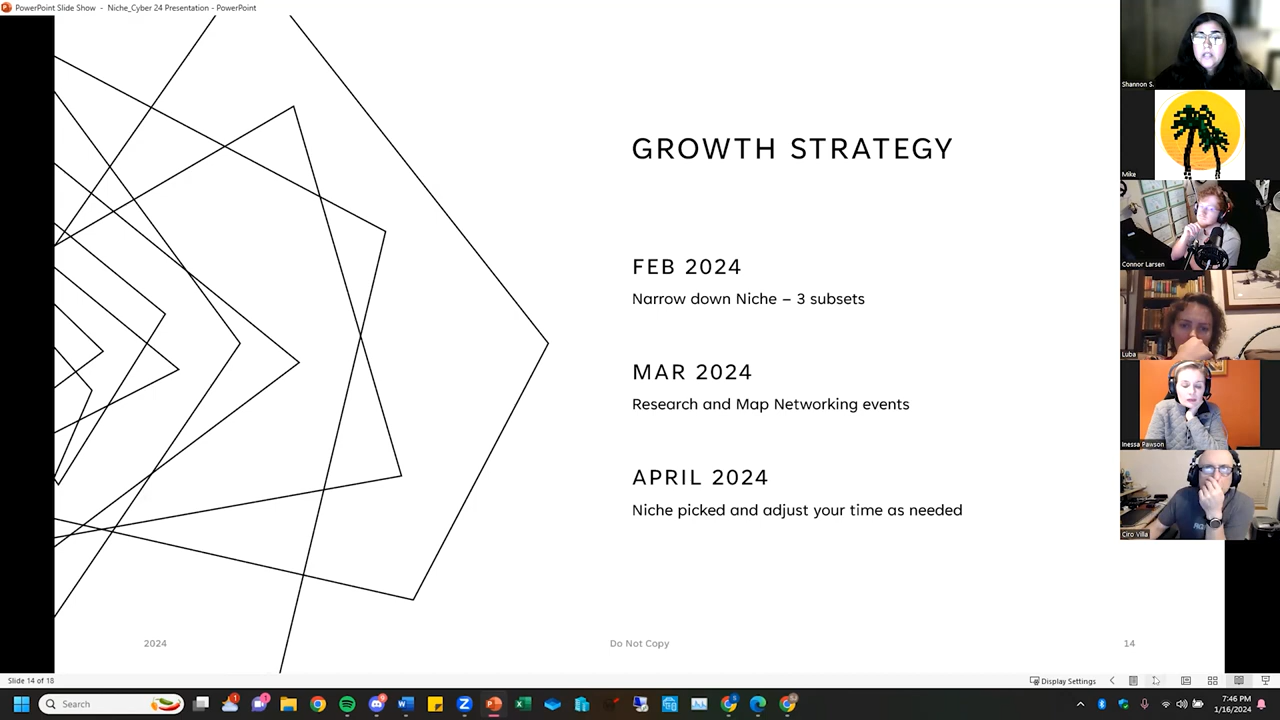 PowerPoint Slide Show - Niche_Cyber 24 Presentation - PowerPoint
GROWTH STRATEGY
FEB 2024
Narrow down Niche – 3 subsets
MAR 2024
Research and Map Networking events
APRIL 2024
Niche picked and adjust your time as needed
2024
Do Not Copy
14
Shannon S.
Mike
Connor Larsen
Luba
Inessa Pawson
Ciro Villa
Slide 14 of 18
Display Settings
Search
7:46 PM
1/16/2024